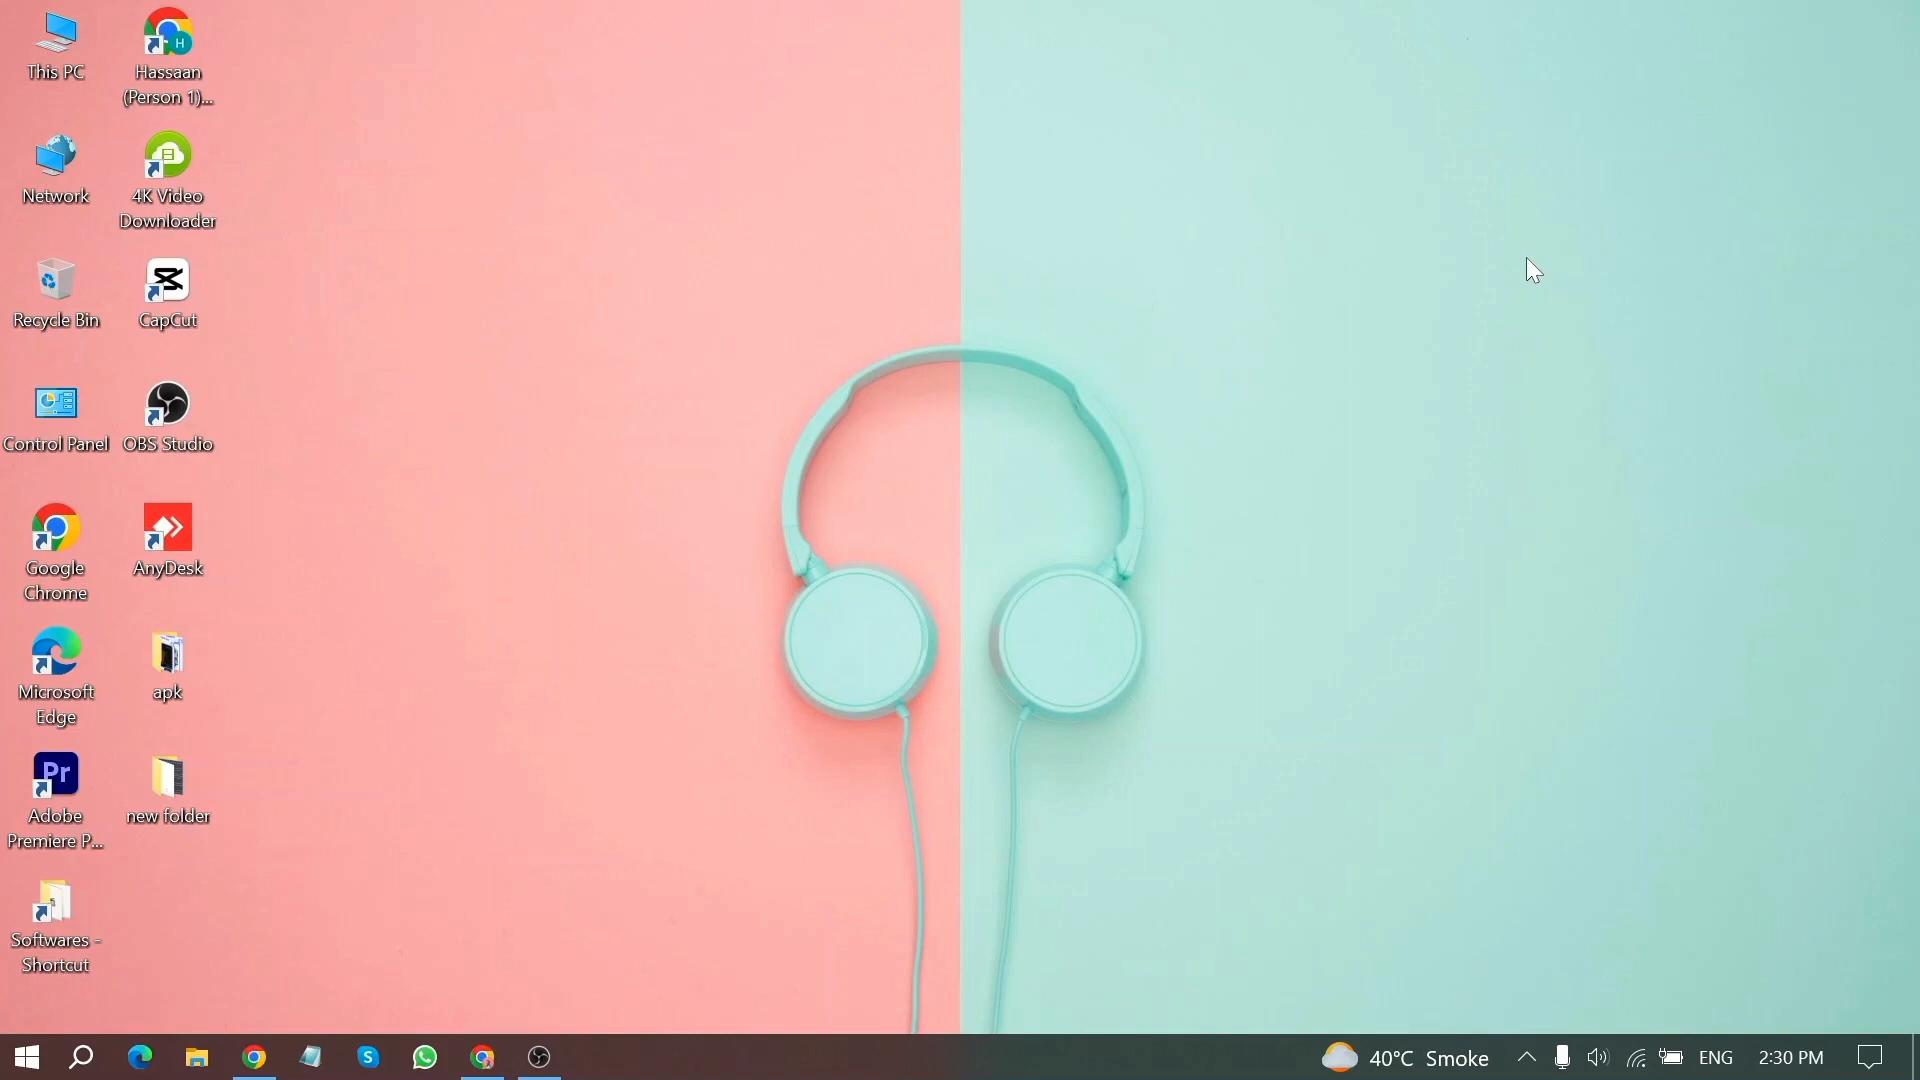 This PC
Hassaan
(Person 1)...
H
Network
4K Video
Downloader
Recycle Bin
CapCut
Control Panel
OBS Studio
Google
Chrome
AnyDesk
Microsoft
Edge
apk
Pr
Adobe
Premiere P...
new folder
Softwares -
Shortcut
S
40°C Smoke
ENG
2:30 PM